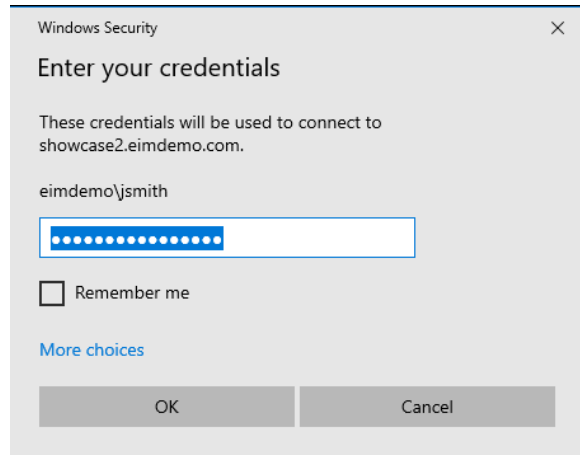 Windows Security
Enter your credentials
These credentials will be used to connect to
showcase2.eimdemo.com.
eimdemo\jsmith
●●●●●●●●●●●●●●●●
Remember me
More choices
OK
Cancel